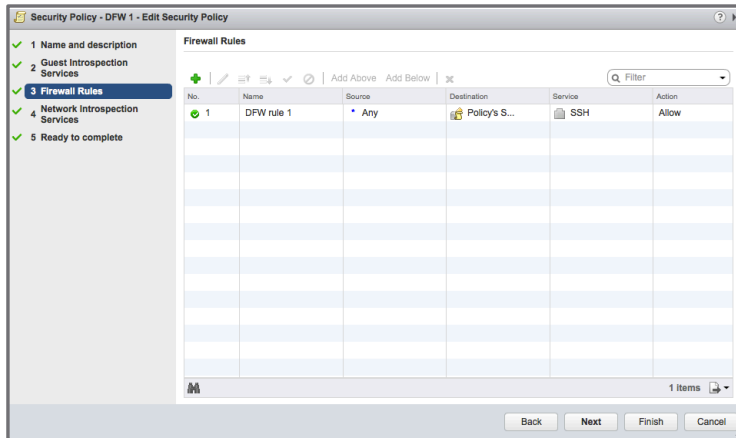 Security Policy - DFW 1 - Edit Security Policy
?
1 Name and description
2 Guest Introspection
Services
3 Firewall Rules
4 Network Introspection
Services
5 Ready to complete
Firewall Rules
Add Above Add Below
Filter
No. Name Source Destination Service Action
1 DFW rule 1 Any Policy's S... SSH Allow
1 items
Back Next Finish Cancel